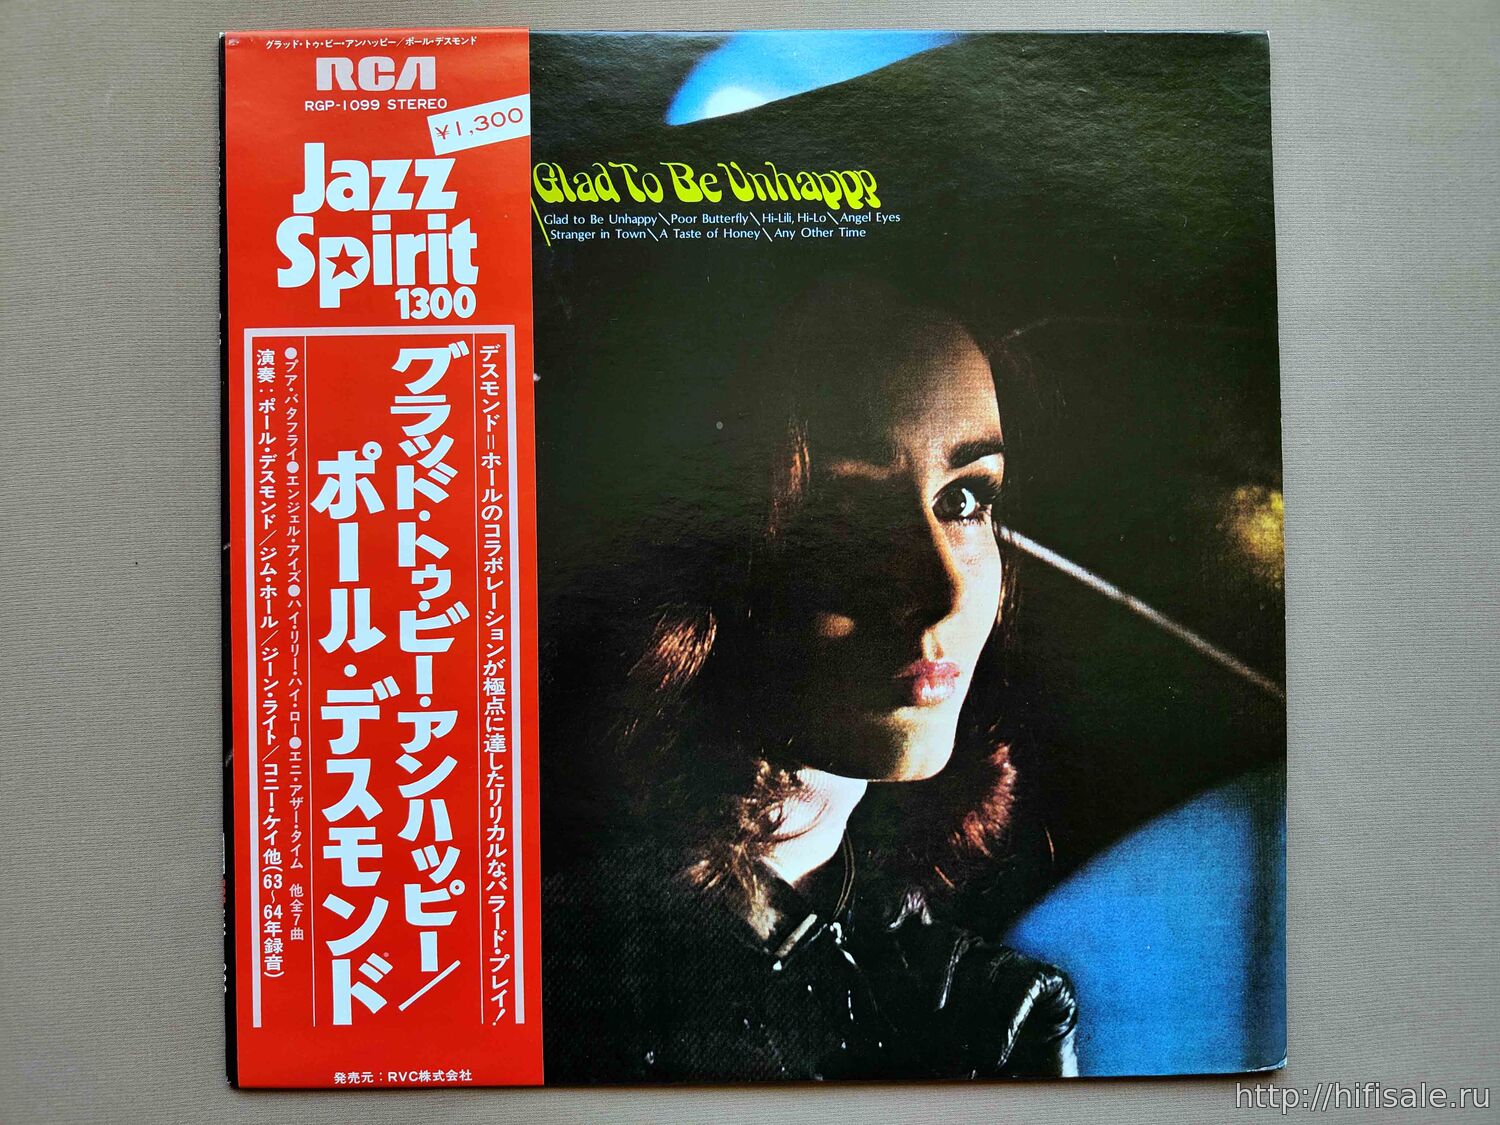 グラッド・トゥ・ビー・アンハッピー/ポール・デスモンド
RCA
RGP-1099 STEREO
¥1,300
Jazz
Spirit
1300
デスモンド=ホールのコラボレーションが極点に達したリリカルなバラード・プレイ!
グラッド・トゥ・ビー・アンハッピー/
ポール・デスモンド
●プア・バタフライ●エンジェル・アイズ●ハイ・リリー・ハイ・ロー●エニ・アザー・タイム 他全7曲
演奏:ポール・デスモンド/ジム・ホール/ジーン・ライト/コニー・ケイ他(63~64年録音)
発売元:RVC株式会社
Glad To Be Unhappy
Glad to Be Unhappy\Poor Butterfly\Hi-Lili, Hi-Lo\Angel Eyes
Stranger in Town\A Taste of Honey\Any Other Time
http://hifisale.ru